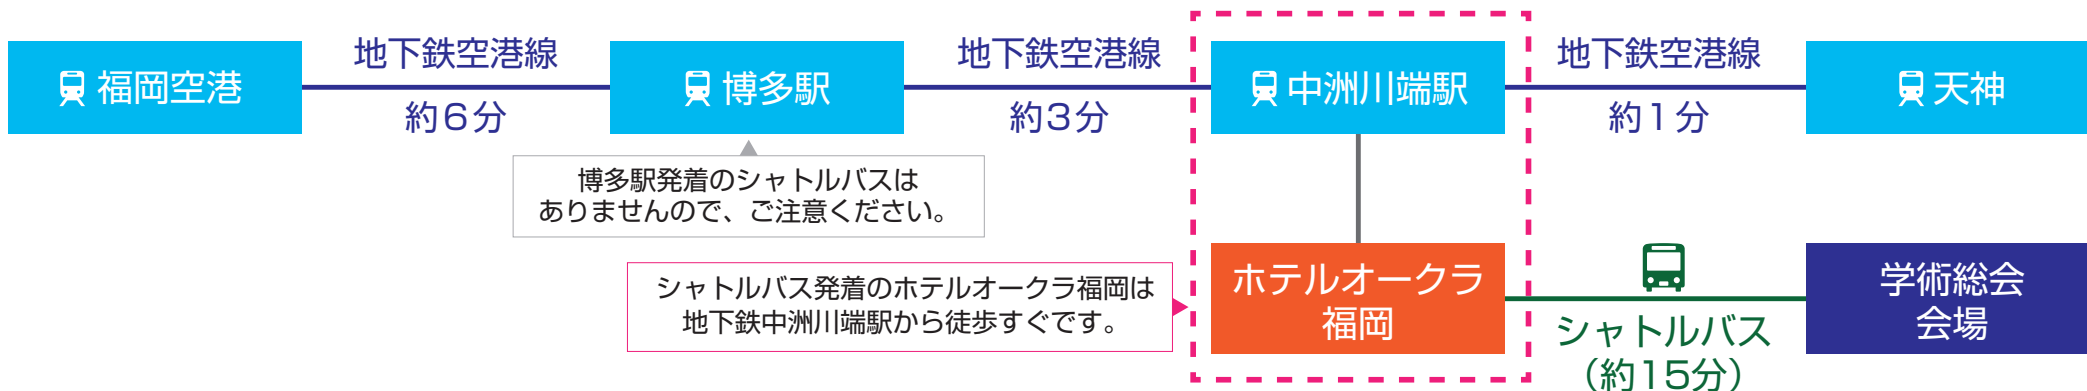 福岡空港
地下鉄空港線
約6分
博多駅
地下鉄空港線
約3分
中洲川端駅
地下鉄空港線
約1分
天神
博多駅発着のシャトルバスは
ありませんので、ご注意ください。
シャトルバス発着のホテルオークラ福岡は
地下鉄中洲川端駅から徒歩すぐです。
ホテルオークラ
福岡
シャトルバス
（約15分）
学術総会
会場